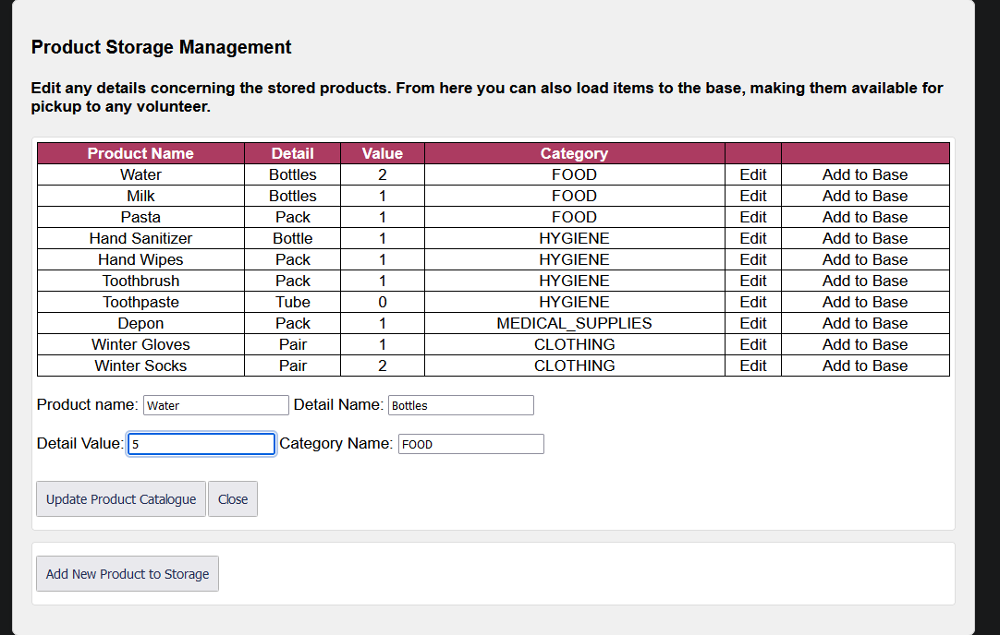 Product Storage Management
Edit any details concerning the stored products. From here you can also load items to the base, making them available for
pickup to any volunteer.
Product Name Detail Value Category
Water Bottles 2 FOOD Edit Add to Base
Milk Bottles 1 FOOD Edit Add to Base
Pasta Pack 1 FOOD Edit Add to Base
Hand Sanitizer Bottle 1 HYGIENE Edit Add to Base
Hand Wipes Pack 1 HYGIENE Edit Add to Base
Toothbrush Pack 1 HYGIENE Edit Add to Base
Toothpaste Tube 0 HYGIENE Edit Add to Base
Depon Pack 1 MEDICAL_SUPPLIES Edit Add to Base
Winter Gloves Pair 1 CLOTHING Edit Add to Base
Winter Socks Pair 2 CLOTHING Edit Add to Base
Product name: Water Detail Name: Bottles
Detail Value: 5 Category Name: FOOD
Update Product Catalogue Close
Add New Product to Storage